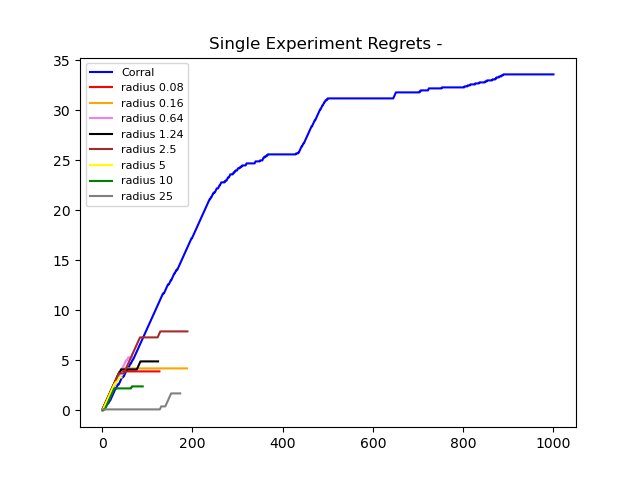 Single Experiment Regrets -
35
30
25
20
15
10
5
0
Corral
radius 0.08
radius 0.16
radius 0.64
radius 1.24
radius 2.5
radius 5
radius 10
radius 25
0 200 400 600 800 1000